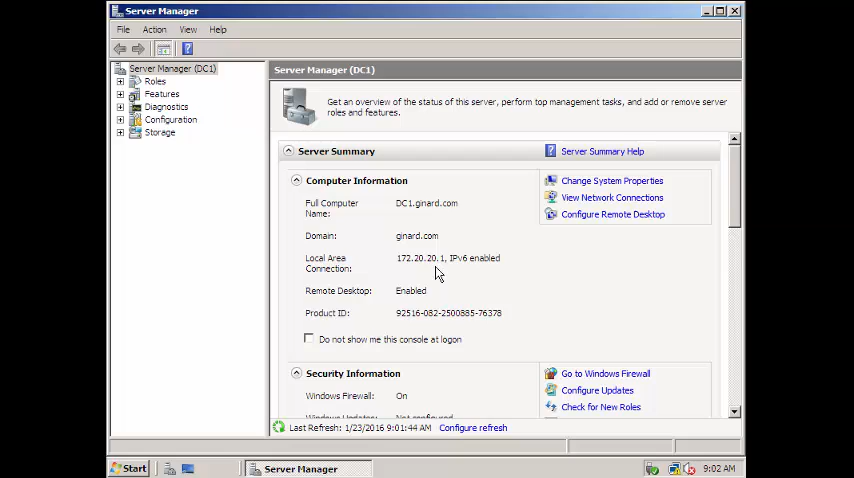 Server Manager
File Action View Help
Server Manager (DC1)
Roles
Features
Diagnostics
Configuration
Storage
Server Manager (DC1)
Get an overview of the status of this server, perform top management tasks, and add or remove server
roles and features.
Server Summary
Server Summary Help
Computer Information
Full Computer
Name:
DC1.ginard.com
Domain:
ginard.com
Local Area
Connection:
172.20.20.1, IPv6 enabled
Remote Desktop:
Enabled
Product ID:
92516-082-2500885-76378
Do not show me this console at logon
Change System Properties
View Network Connections
Configure Remote Desktop
Security Information
Windows Firewall:
On
Windows Updates:
Not configured
Go to Windows Firewall
Configure Updates
Check for New Roles
Last Refresh: 1/23/2016 9:01:44 AM Configure refresh
Start
Server Manager
9:02 AM